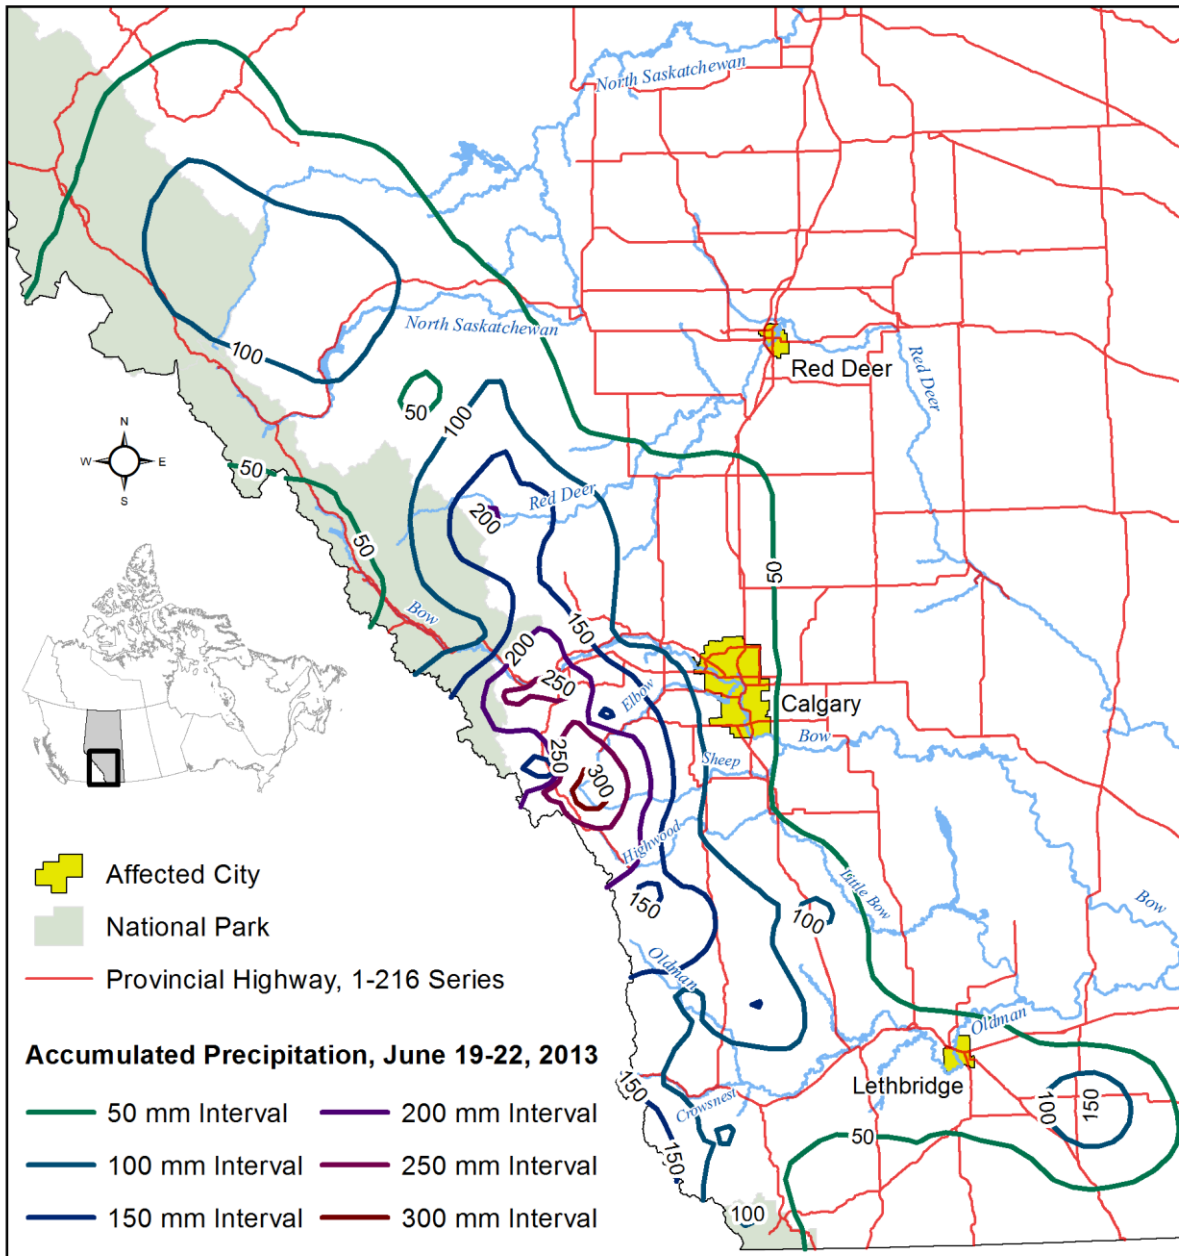 North Saskatchewan
100
North Saskatchewan
Red Deer
Red Deer
50
100
N
W E
S
50
50
200
Red Deer
50
Bow
150
200
250
Elbow
Calgary
Bow
250
300
Sheep
Highwood
150
100
Little Bow
Bow
Oldman
Oldman
150
Crowsnest
Lethbridge
100
150
50
150
100
Affected City
National Park
Provincial Highway, 1-216 Series
Accumulated Precipitation, June 19-22, 2013
50 mm Interval
200 mm Interval
100 mm Interval
250 mm Interval
150 mm Interval
300 mm Interval